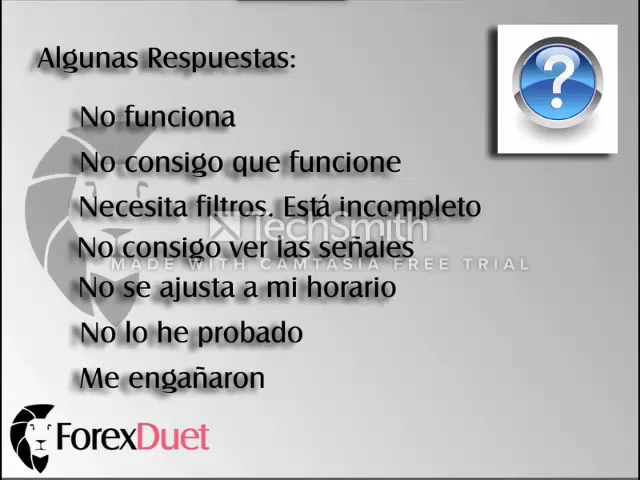 Algunas Respuestas:
?
No funciona
No consigo que funcione
Necesita filtros. Está incompleto
TechSmith
No consigo ver las señales
MADE WITH CAMTASIA FREE TRIAL
No se ajusta a mi horario
No lo he probado
Me engañaron
ForexDuet